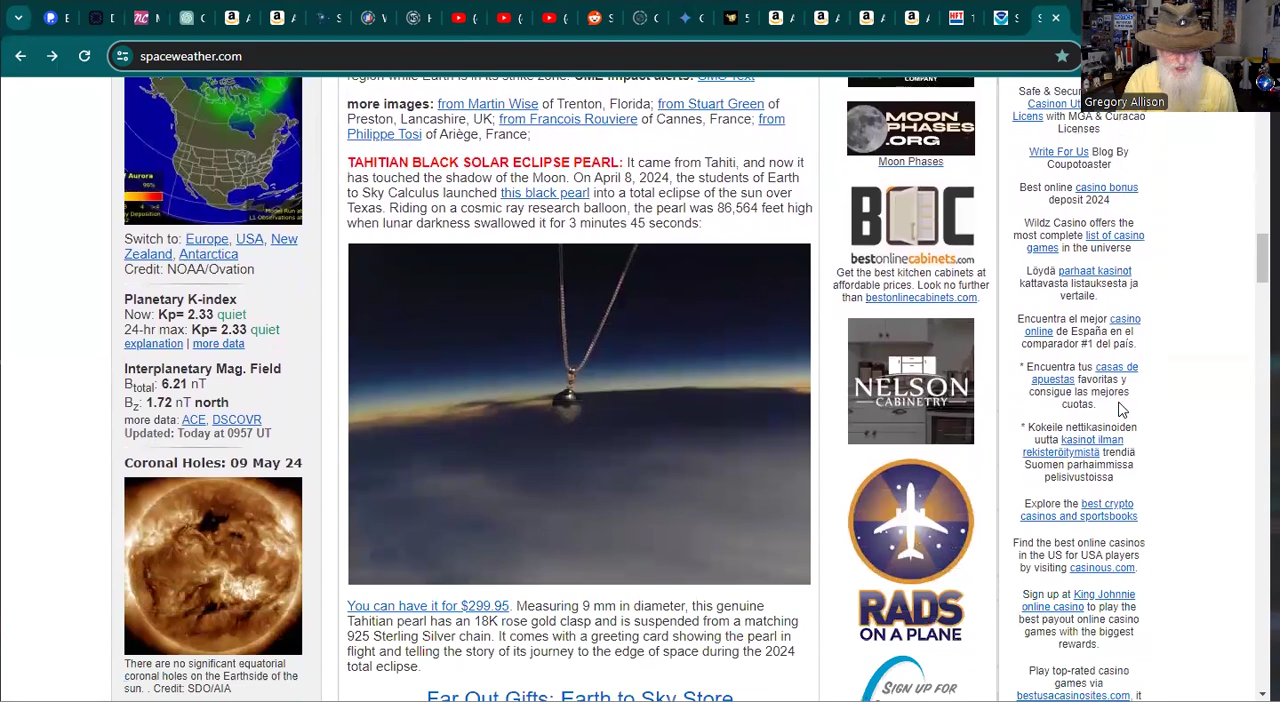 spaceweather.com
Gregory Allison
of Aurora
90%
Switch to: Europe, USA, New
Zealand, Antarctica
Credit: NOAA/Ovation
Planetary K-index
Now: Kp= 2.33 quiet
24-hr max: Kp= 2.33 quiet
explanation | more data
Interplanetary Mag. Field
Btotal: 6.21 nT
Bz: 1.72 nT north
more data: ACE, DSCOVR
Updated: Today at 0957 UT
Coronal Holes: 09 May 24
There are no significant equatorial
coronal holes on the Earthside of the
sun. . Credit: SDO/AIA
region while Earth is in its strike zone. CME impact alerts: SMS Text
more images: from Martin Wise of Trenton, Florida; from Stuart Green of
Preston, Lancashire, UK; from Francois Rouviere of Cannes, France; from
Philippe Tosi of Ariège, France;
TAHITIAN BLACK SOLAR ECLIPSE PEARL: It came from Tahiti, and now it
has touched the shadow of the Moon. On April 8, 2024, the students of Earth
to Sky Calculus launched this black pearl into a total eclipse of the sun over
Texas. Riding on a cosmic ray research balloon, the pearl was 86,564 feet high
when lunar darkness swallowed it for 3 minutes 45 seconds:
You can have it for $299.95. Measuring 9 mm in diameter, this genuine
Tahitian pearl has an 18K rose gold clasp and is suspended from a matching
925 Sterling Silver chain. It comes with a greeting card showing the pearl in
flight and telling the story of its journey to the edge of space during the 2024
total eclipse.
Far Out Gifts: Earth to Sky Store
COMPANY
MOON
PHASES
.ORG
Moon Phases
BOC
bestonlinecabinets.com
Get the best kitchen cabinets at
affordable prices. Look no further
than bestonlinecabinets.com.
NELSON
CABINETRY
RADS
ON A PLANE
SIGN UP FOR
Safe & Secure
Casinon Ut
Licens with MGA & Curacao
Licenses
Write For Us Blog By
Coupotoaster
Best online casino bonus
deposit 2024
Wildz Casino offers the
most complete list of casino
games in the universe
Löydä parhaat kasinot
kattavasta listauksesta ja
vertaile.
Encuentra el mejor casino
online de España en el
comparador #1 del país.
* Encuentra tus casas de
apuestas favoritas y
consigue las mejores
cuotas.
* Kokeile nettikasinoiden
uutta kasinot ilman
rekisteröitymistä trendiä
Suomen parhaimmissa
pelisivustoissa
Explore the best crypto
casinos and sportsbooks
Find the best online casinos
in the US for USA players
by visiting casinous.com.
Sign up at King Johnnie
online casino to play the
best payout online casino
games with the biggest
rewards.
Play top-rated casino
games via
bestusacasinosites.com, it